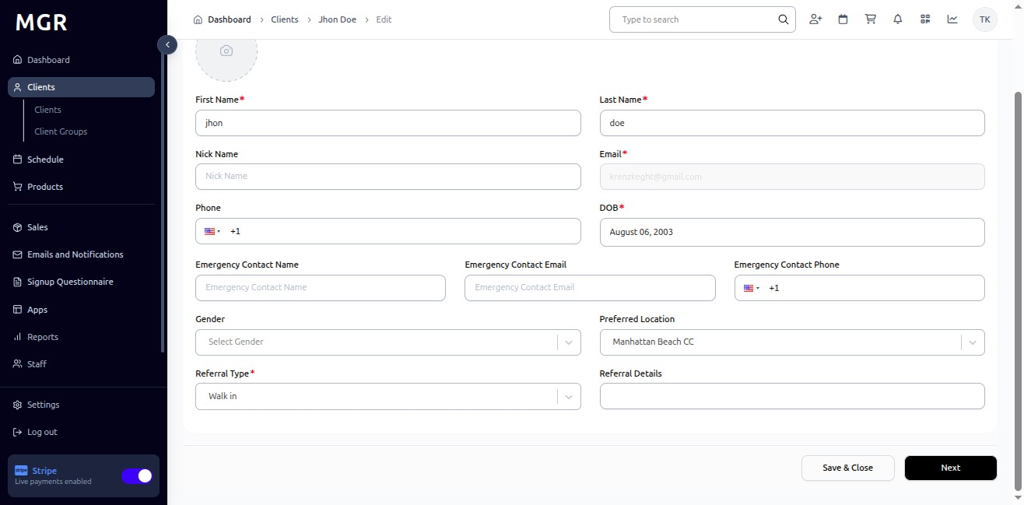 MGR
Dashboard
Clients
Clients
Client Groups
Schedule
Products
Sales
Emails and Notifications
Signup Questionnaire
Apps
Reports
Staff
Settings
Log out
stripe Stripe
Live payments enabled
Dashboard > Clients > Jhon Doe > Edit
Type to search
TK
First Name*
jhon
Last Name*
doe
Nick Name
Nick Name
Email*
krenzkeght@gmail.com
Phone
+1
DOB*
August 06, 2003
Emergency Contact Name
Emergency Contact Name
Emergency Contact Email
Emergency Contact Email
Emergency Contact Phone
+1
Gender
Select Gender
Preferred Location
Manhattan Beach CC
Referral Type*
Walk in
Referral Details
Save & Close
Next